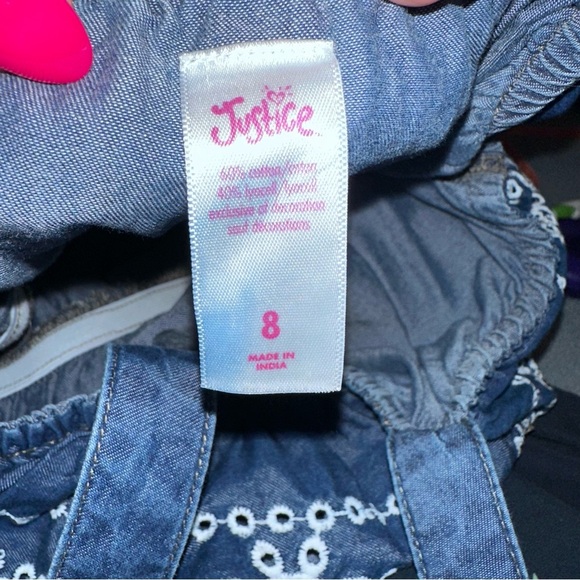 Justice
60% cotton/coton
40% lyocell/lyocell
exclusive of decoration
sauf décorations
8
MADE IN
INDIA